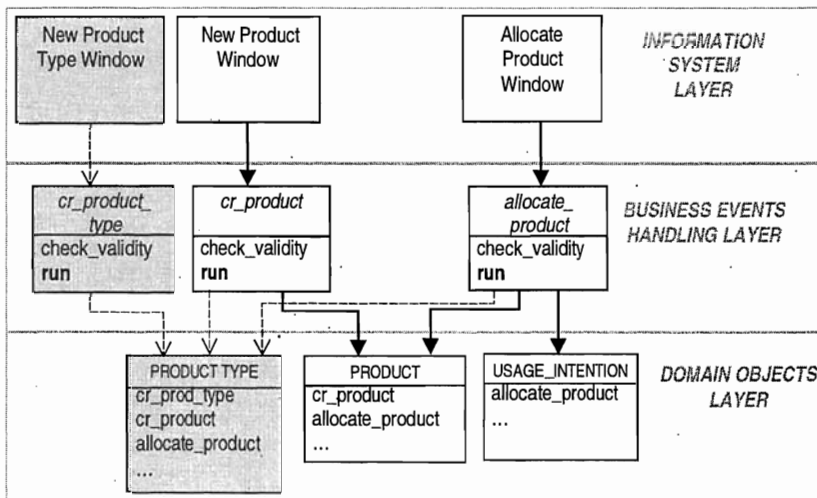 New Product
Type Window
New Product
Window
Allocate
Product
Window
INFORMATION
SYSTEM
LAYER
cr_product_
type
check_validity
run
cr_product
check_validity
run
allocate_
product
check_validity
run
BUSINESS EVENTS
HANDLING LAYER
PRODUCT TYPE
cr_prod_type
cr_product
allocate_product
...
PRODUCT
cr_product
allocate_product
...
USAGE_INTENTION
allocate_product
...
DOMAIN OBJECTS
LAYER